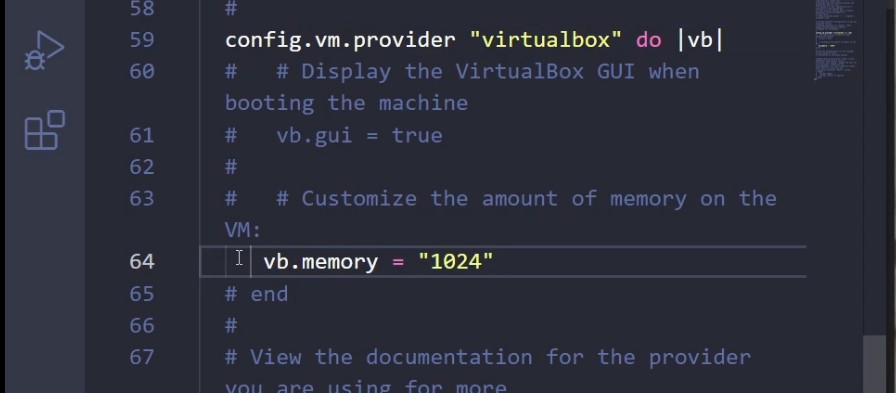 58 #
59 config.vm.provider "virtualbox" do |vb|
60 #   # Display the VirtualBox GUI when
booting the machine
61 #   vb.gui = true
62 #
63 #   # Customize the amount of memory on the
VM:
64    vb.memory = "1024"
65 # end
66 #
67 # View the documentation for the provider
you are using for more